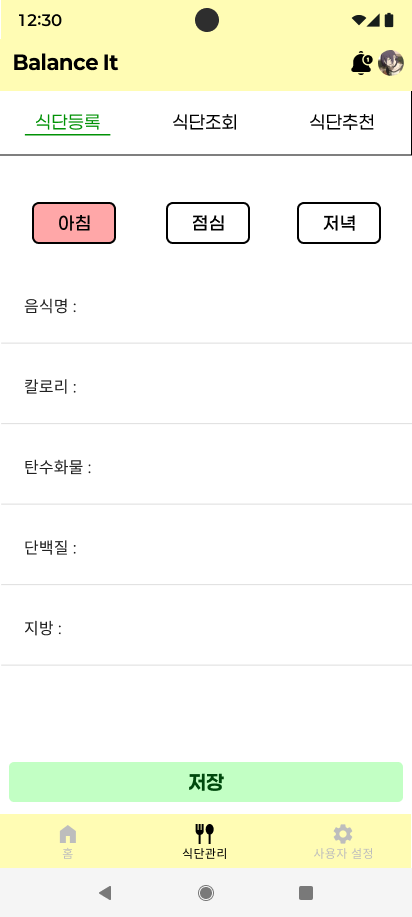 12:30
Balance It
식단등록 식단조회 식단추천
아침 점심 저녁
음식명 :
칼로리 :
탄수화물 :
단백질 :
지방 :
저장
홈 식단관리 사용자 설정